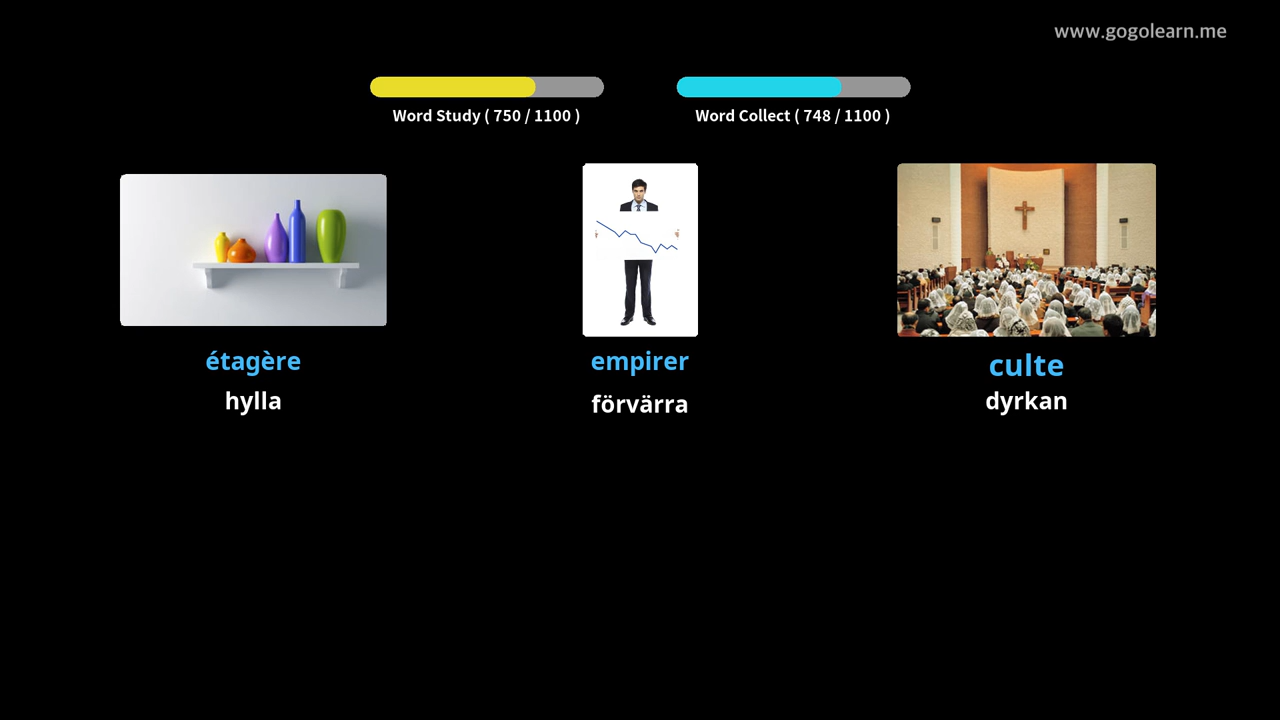 www.gogolearn.me
Word Study ( 750 / 1100 )
Word Collect ( 748 / 1100 )
étagère
hylla
empirer
förvärra
culte
dyrkan